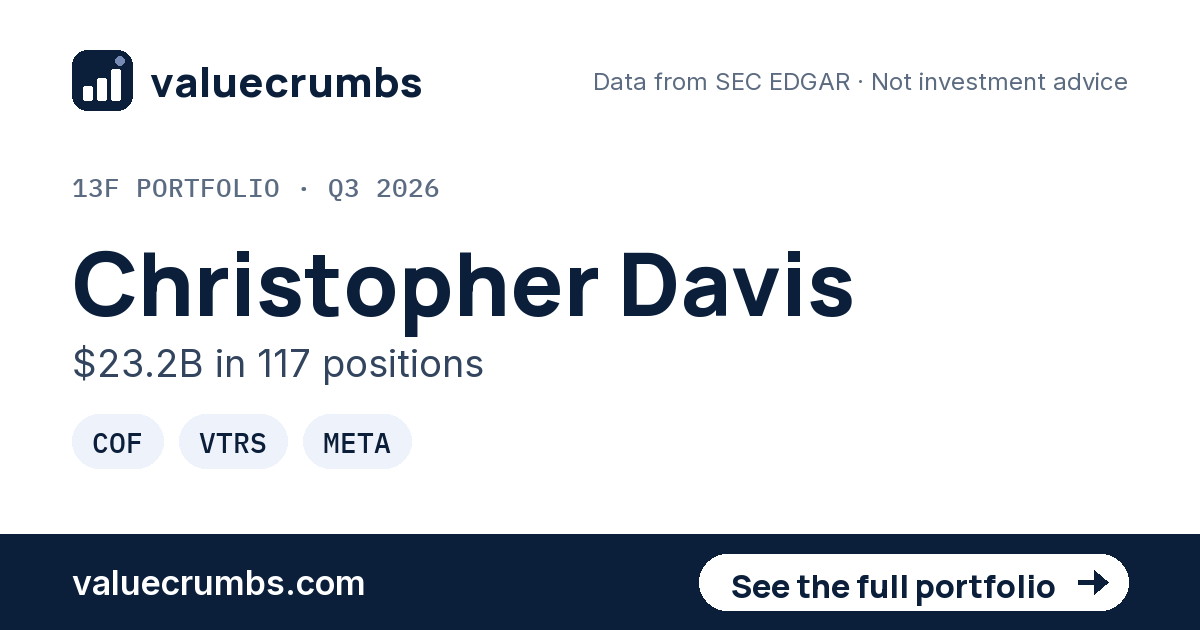 valuecrumbs
Data from SEC EDGAR · Not investment advice
13F PORTFOLIO · Q3 2026
Christopher Davis
$23.2B in 117 positions
COF VTRS META
valuecrumbs.com
See the full portfolio →